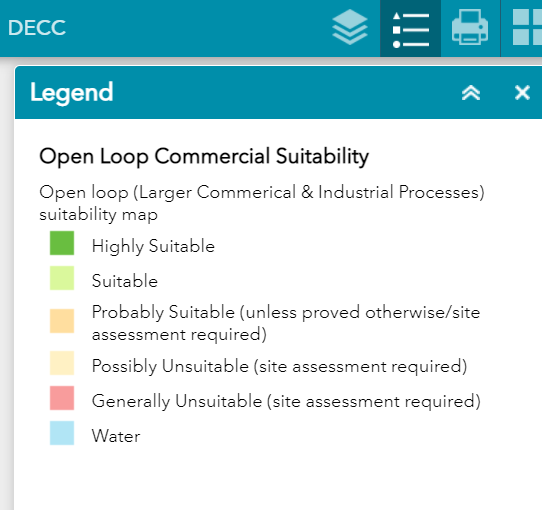 DECC
Legend
Open Loop Commercial Suitability
Open loop (Larger Commerical & Industrial Processes)
suitability map
Highly Suitable
Suitable
Probably Suitable (unless proved otherwise/site
assessment required)
Possibly Unsuitable (site assessment required)
Generally Unsuitable (site assessment required)
Water